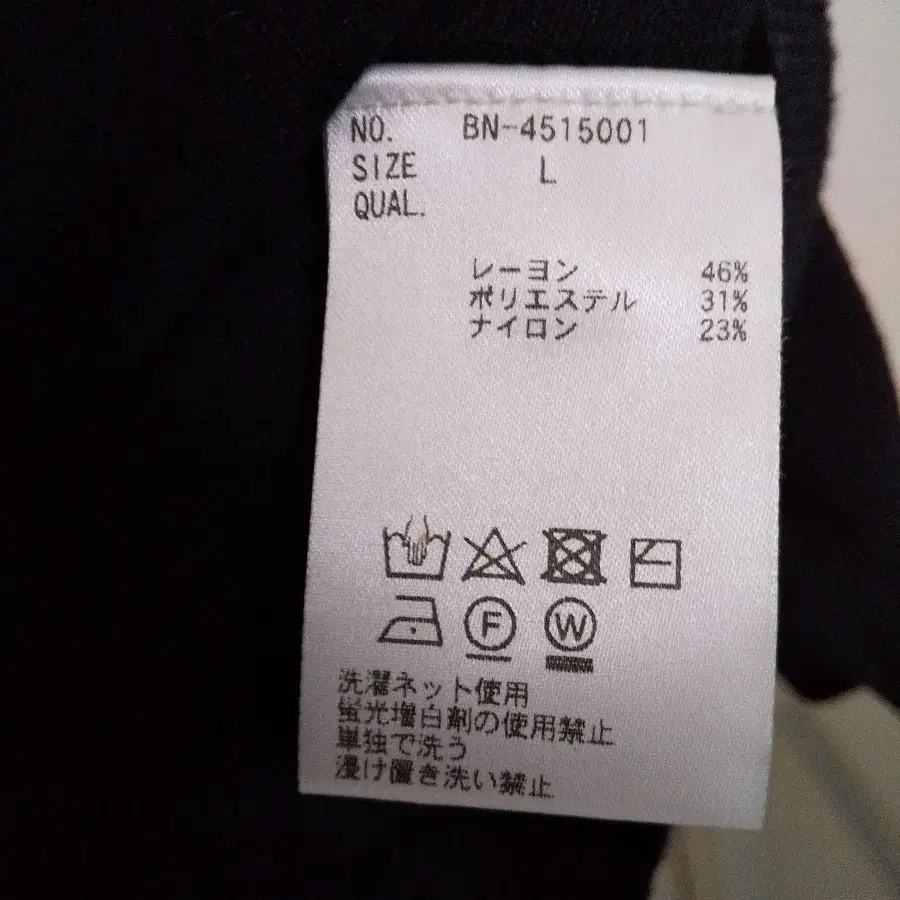 NO. BN-4515001
SIZE L
QUAL.
レーヨン 46%
ポリエステル 31%
ナイロン 23%
F W
洗濯ネット使用
蛍光増白剤の使用禁止
単独で洗う
浸け置き洗い禁止